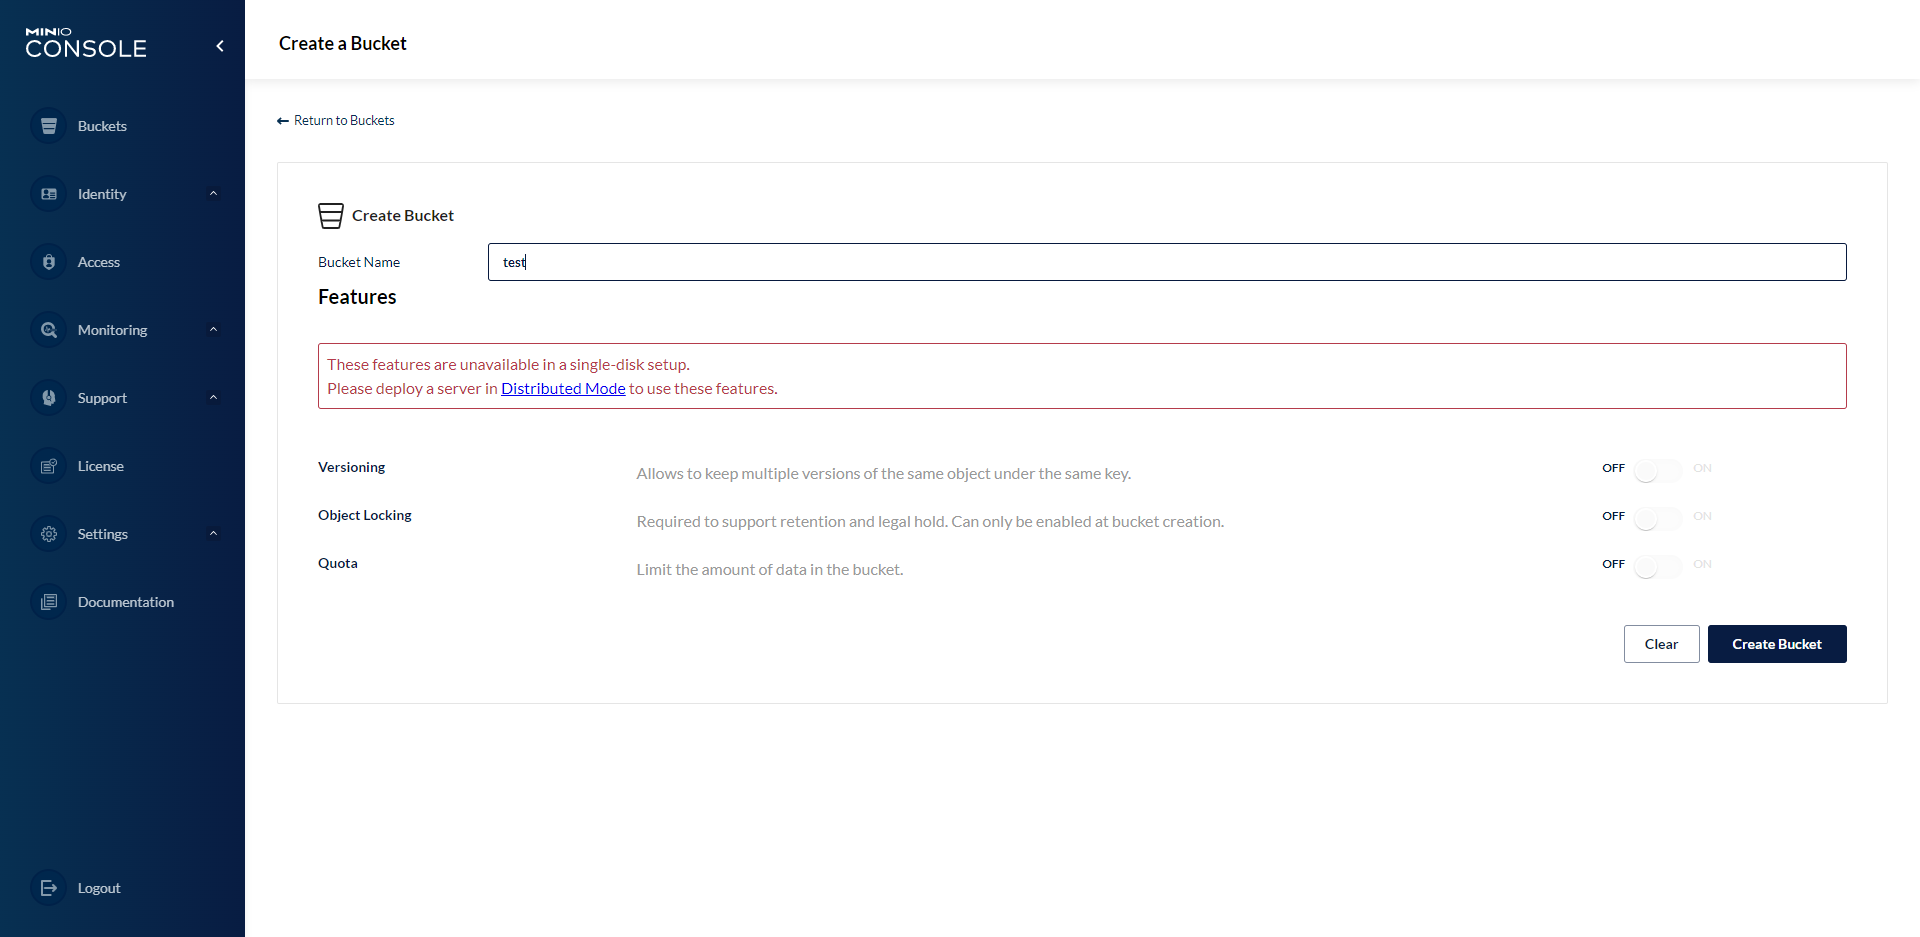 MINIO
CONSOLE
Create a Bucket
Buckets
Identity
Access
Monitoring
Support
License
Settings
Documentation
Logout
Return to Buckets
Create Bucket
Bucket Name
test
Features
These features are unavailable in a single-disk setup.
Please deploy a server in Distributed Mode to use these features.
Versioning
Allows to keep multiple versions of the same object under the same key.
OFF ON
Object Locking
Required to support retention and legal hold. Can only be enabled at bucket creation.
OFF ON
Quota
Limit the amount of data in the bucket.
OFF ON
Clear
Create Bucket